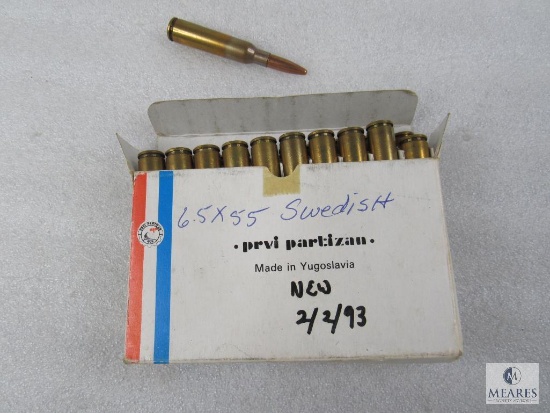 6.5x55 Swedish
• prvi partizan •
Made in Yugoslavia
NEW
2/2/93
MEARES